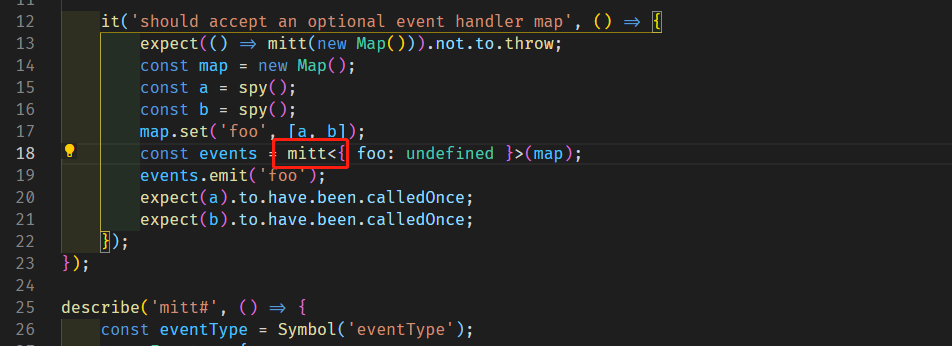 12 it('should accept an optional event handler map', () => {
13 expect(() => mitt(new Map())).not.to.throw;
14 const map = new Map();
15 const a = spy();
16 const b = spy();
17 map.set('foo', [a, b]);
18 const events = mitt<{ foo: undefined }>(map);
19 events.emit('foo');
20 expect(a).to.have.been.calledOnce;
21 expect(b).to.have.been.calledOnce;
22 });
23 });
24
25 describe('mitt#', () => {
26 const eventType = Symbol('eventType');